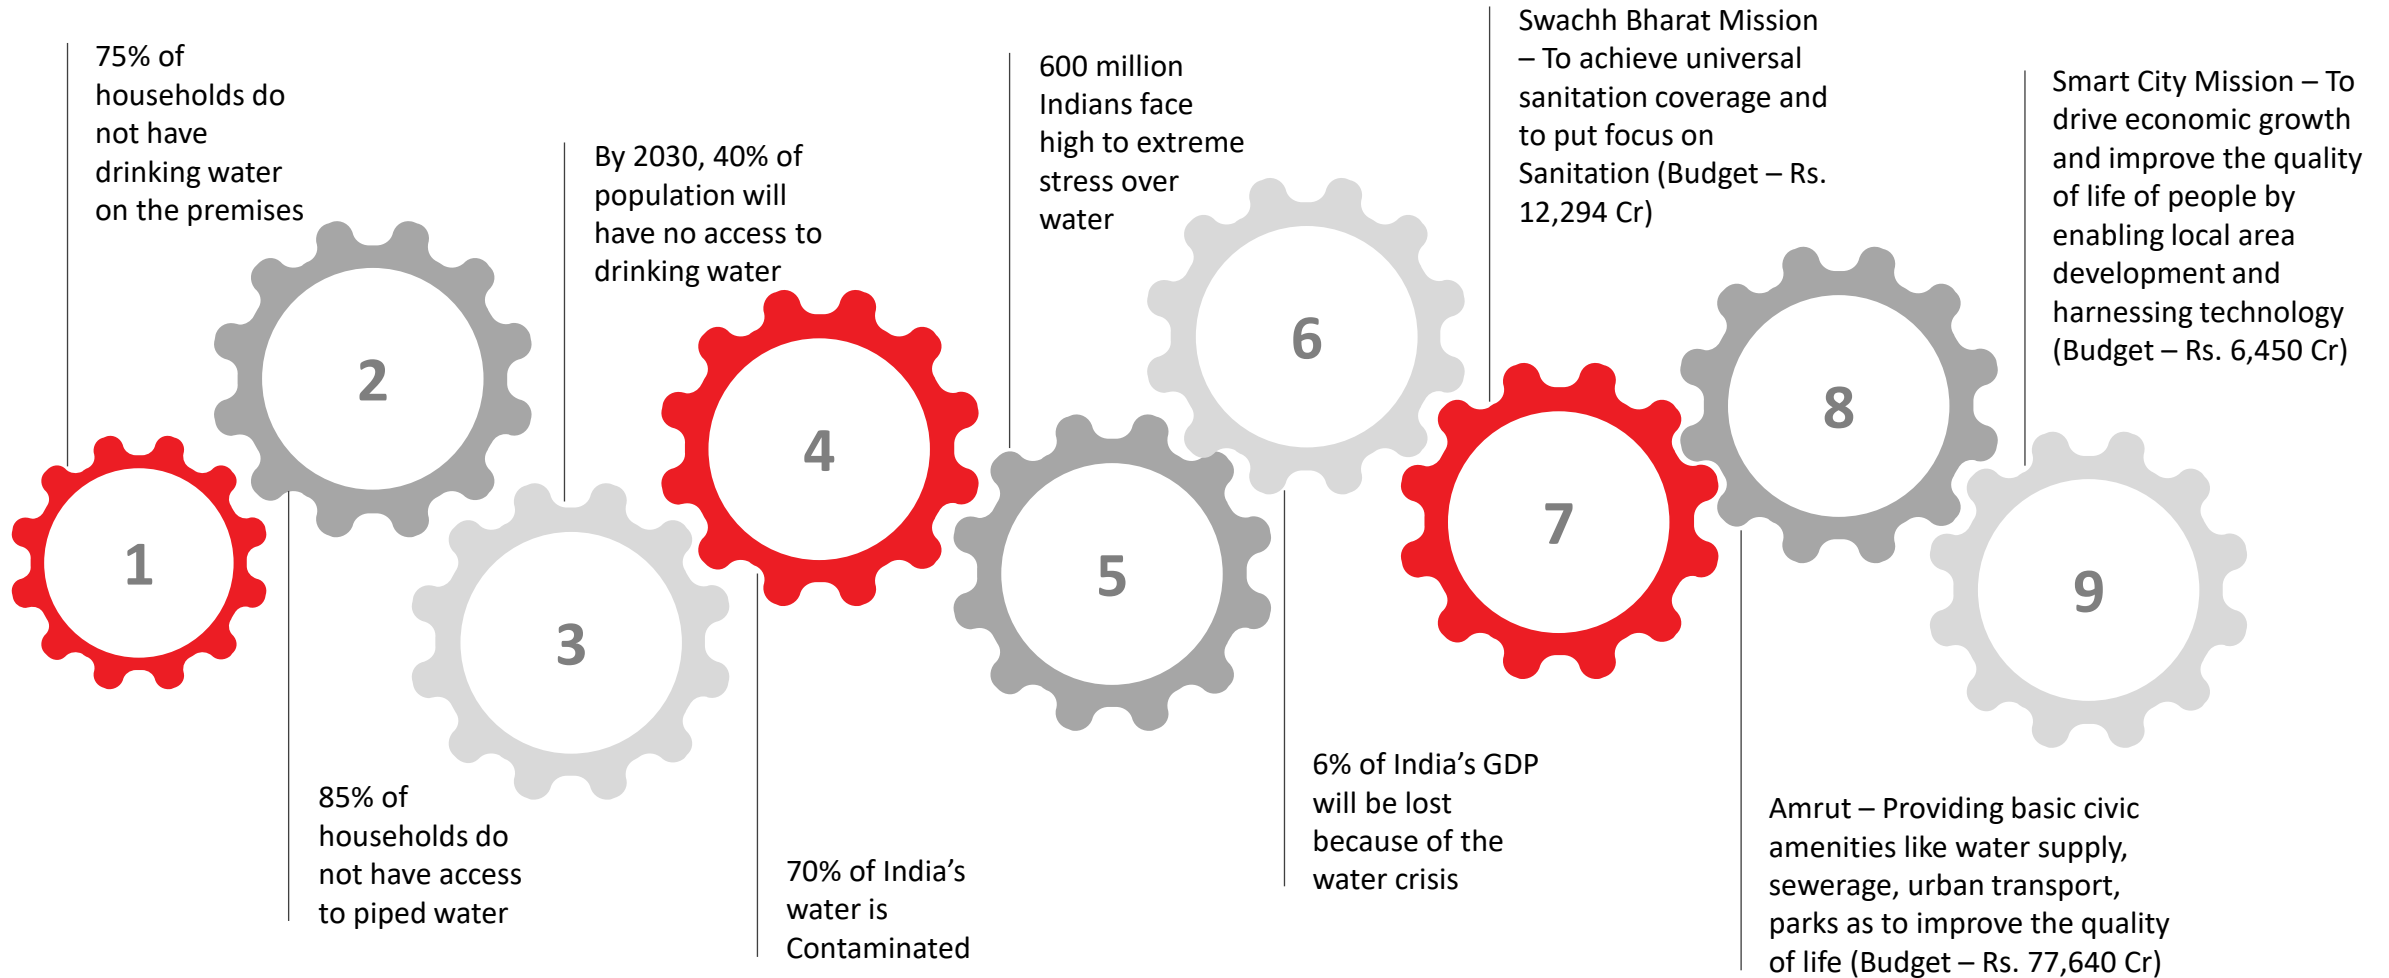 75% of
households do
not have
drinking water
on the premises
1
2
85% of
households do
not have access
to piped water
By 2030, 40% of
population will
have no access to
drinking water
3
4
70% of India’s
water is
Contaminated
600 million
Indians face
high to extreme
stress over
water
5
6
6% of India’s GDP
will be lost
because of the
water crisis
Swachh Bharat Mission
– To achieve universal
sanitation coverage and
to put focus on
Sanitation (Budget – Rs.
12,294 Cr)
7
8
Amrut – Providing basic civic
amenities like water supply,
sewerage, urban transport,
parks as to improve the quality
of life (Budget – Rs. 77,640 Cr)
Smart City Mission – To
drive economic growth
and improve the quality
of life of people by
enabling local area
development and
harnessing technology
(Budget – Rs. 6,450 Cr)
9